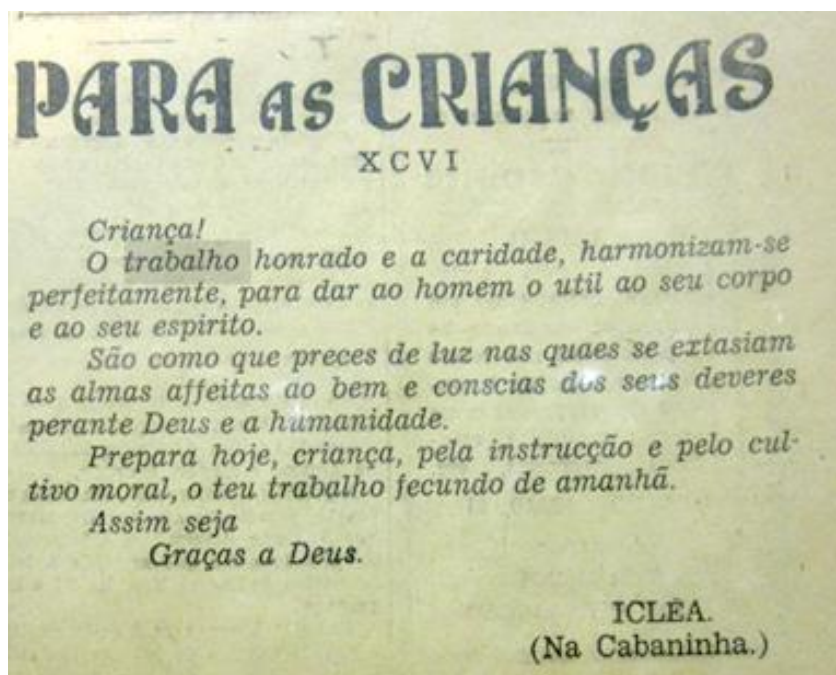 PARA AS CRIANÇAS
XCVI
Criança!
O trabalho honrado e a caridade, harmonizam-se
perfeitamente, para dar ao homem o util ao seu corpo
e ao seu espirito.
São como que preces de luz nas quaes se extasiam
as almas affeitas ao bem e conscias dos seus deveres
perante Deus e a humanidade.
Prepara hoje, criança, pela instrucção e pelo cul-
tivo moral, o teu trabalho fecundo de amanhã.
Assim seja
Graças a Deus.
ICLÉA.
(Na Cabaninha.)